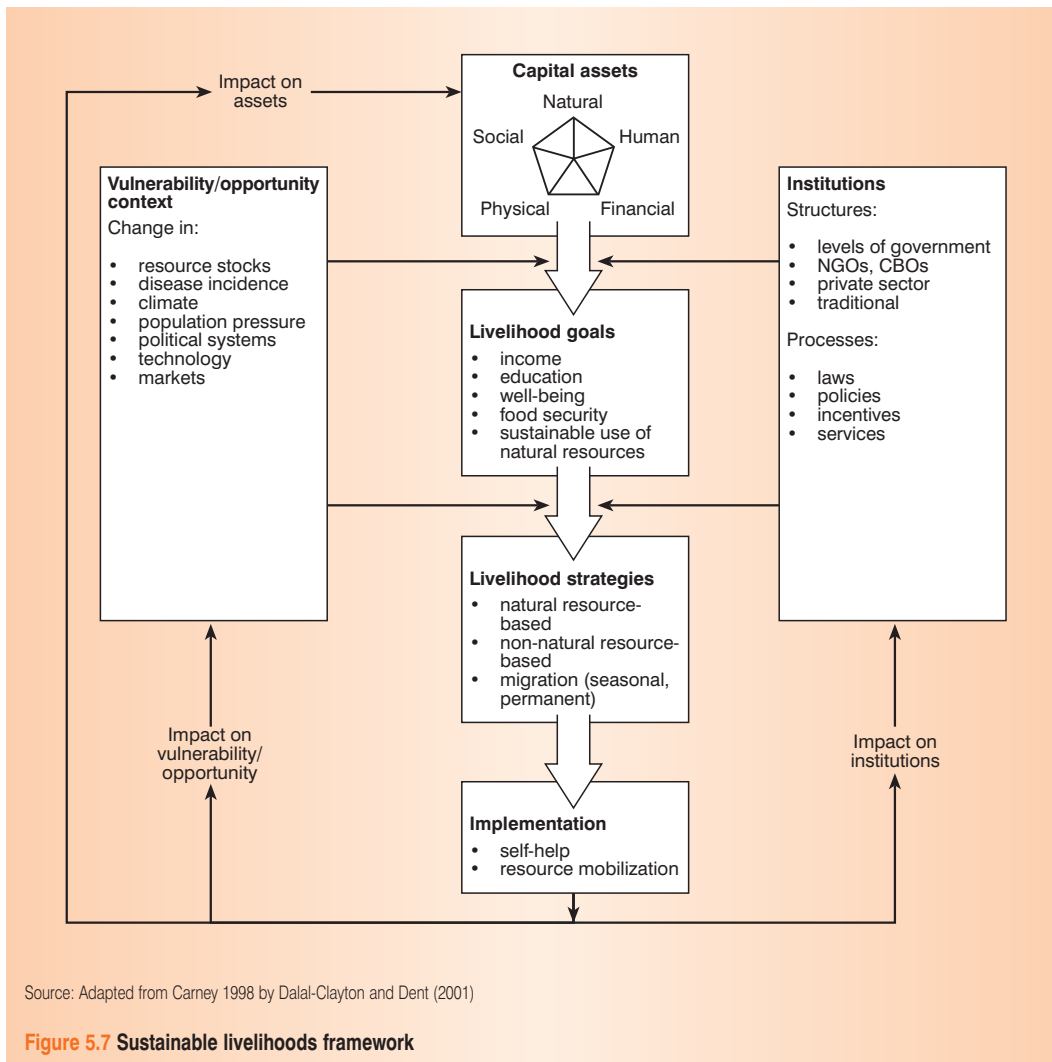 Impact on
assets
Capital assets
Natural
Social
Human
Physical
Financial
Vulnerability/opportunity
context
Change in:
• resource stocks
• disease incidence
• climate
• population pressure
• political systems
• technology
• markets
Institutions
Structures:
• levels of government
• NGOs, CBOs
• private sector
• traditional
Processes:
• laws
• policies
• incentives
• services
Livelihood goals
• income
• education
• well-being
• food security
• sustainable use of
natural resources
Livelihood strategies
• natural resource-
based
• non-natural resource-
based
• migration (seasonal,
permanent)
Impact on
vulnerability/
opportunity
Impact on
institutions
Implementation
• self-help
• resource mobilization
Source: Adapted from Carney 1998 by Dalal-Clayton and Dent (2001)
Figure 5.7 Sustainable livelihoods framework